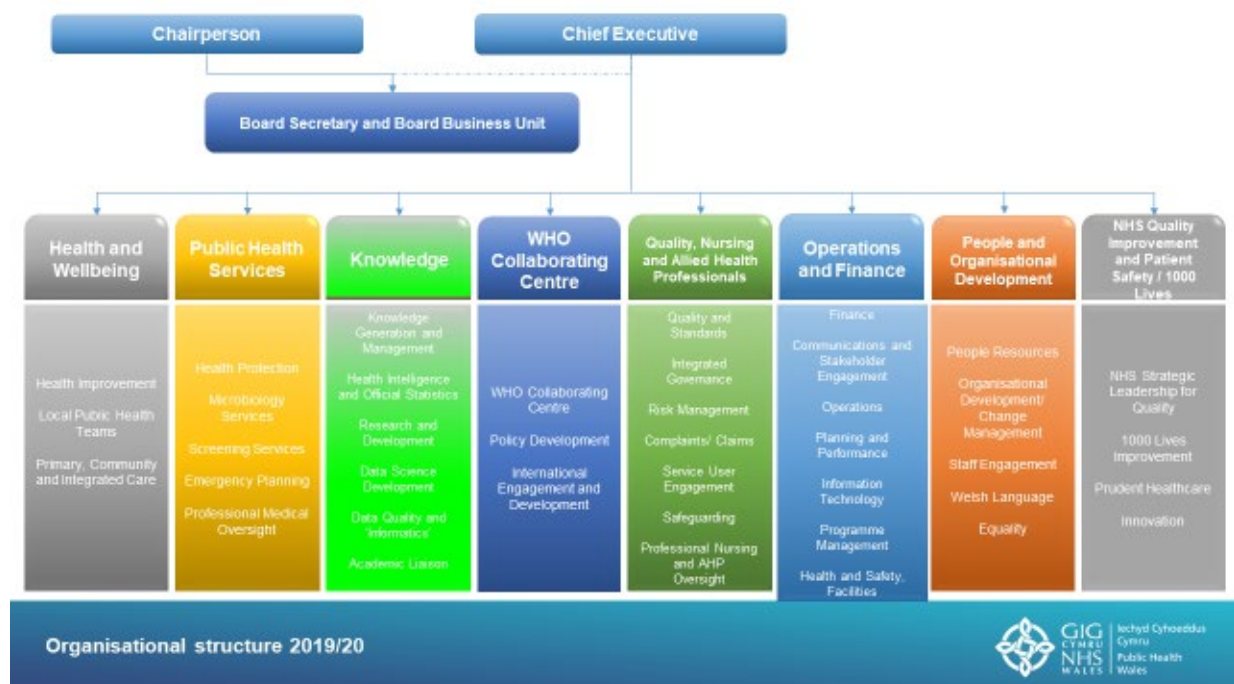 Chairperson
Chief Executive
Board Secretary and Board Business Unit
Health and
Wellbeing
Public Health
Services
Knowledge
WHO
Collaborating
Centre
Quality, Nursing
and Allied Health
Professionals
Operations
and Finance
People and
Organisational
Development
NHS Quality
Improvement
and Patient
Safety / 1000
Lives
Health Improvement
Local Public Health
Teams
Primary, Community
and Integrated Care
Health Protection
Microbiology
Services
Screening Services
Emergency Planning
Professional Medical
Oversight
Knowledge
Generation and
Management
Health Intelligence
and Official Statistics
Research and
Development
Data Science
Development
Data Quality and
'Informatics'
Academic Liaison
WHO Collaborating
Centre
Policy Development
International
Engagement and
Development
Quality and
Standards
Integrated
Governance
Risk Management
Complaints/ Claims
Service User
Engagement
Safeguarding
Professional Nursing
and AHP
Oversight
Finance
Communications and
Stakeholder
Engagement
Operations
Planning and
Performance
Information
Technology
Programme
Management
Health and Safety,
Facilities
People Resources
Organisational
Development/
Change
Management
Staff Engagement
Welsh Language
Equality
NHS Strategic
Leadership for
Quality
1000 Lives
Improvement
Prudent Healthcare
Innovation
Organisational structure 2019/20
GIG
CYMRU
NHS
WALES
Iechyd Cyhoeddus
Cymru
Public Health
Wales